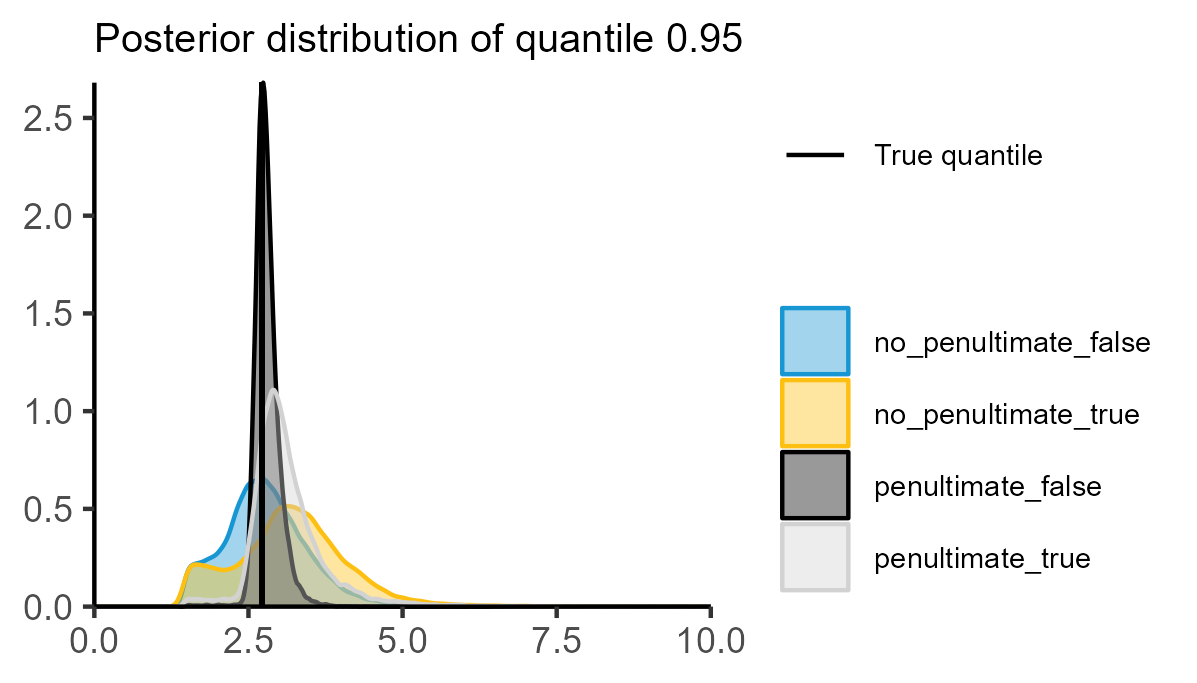 Posterior distribution of quantile 0.95
2.5
2.0
1.5
1.0
0.5
0.0
0.0 2.5 5.0 7.5 10.0
True quantile
no_penultimate_false
no_penultimate_true
penultimate_false
penultimate_true